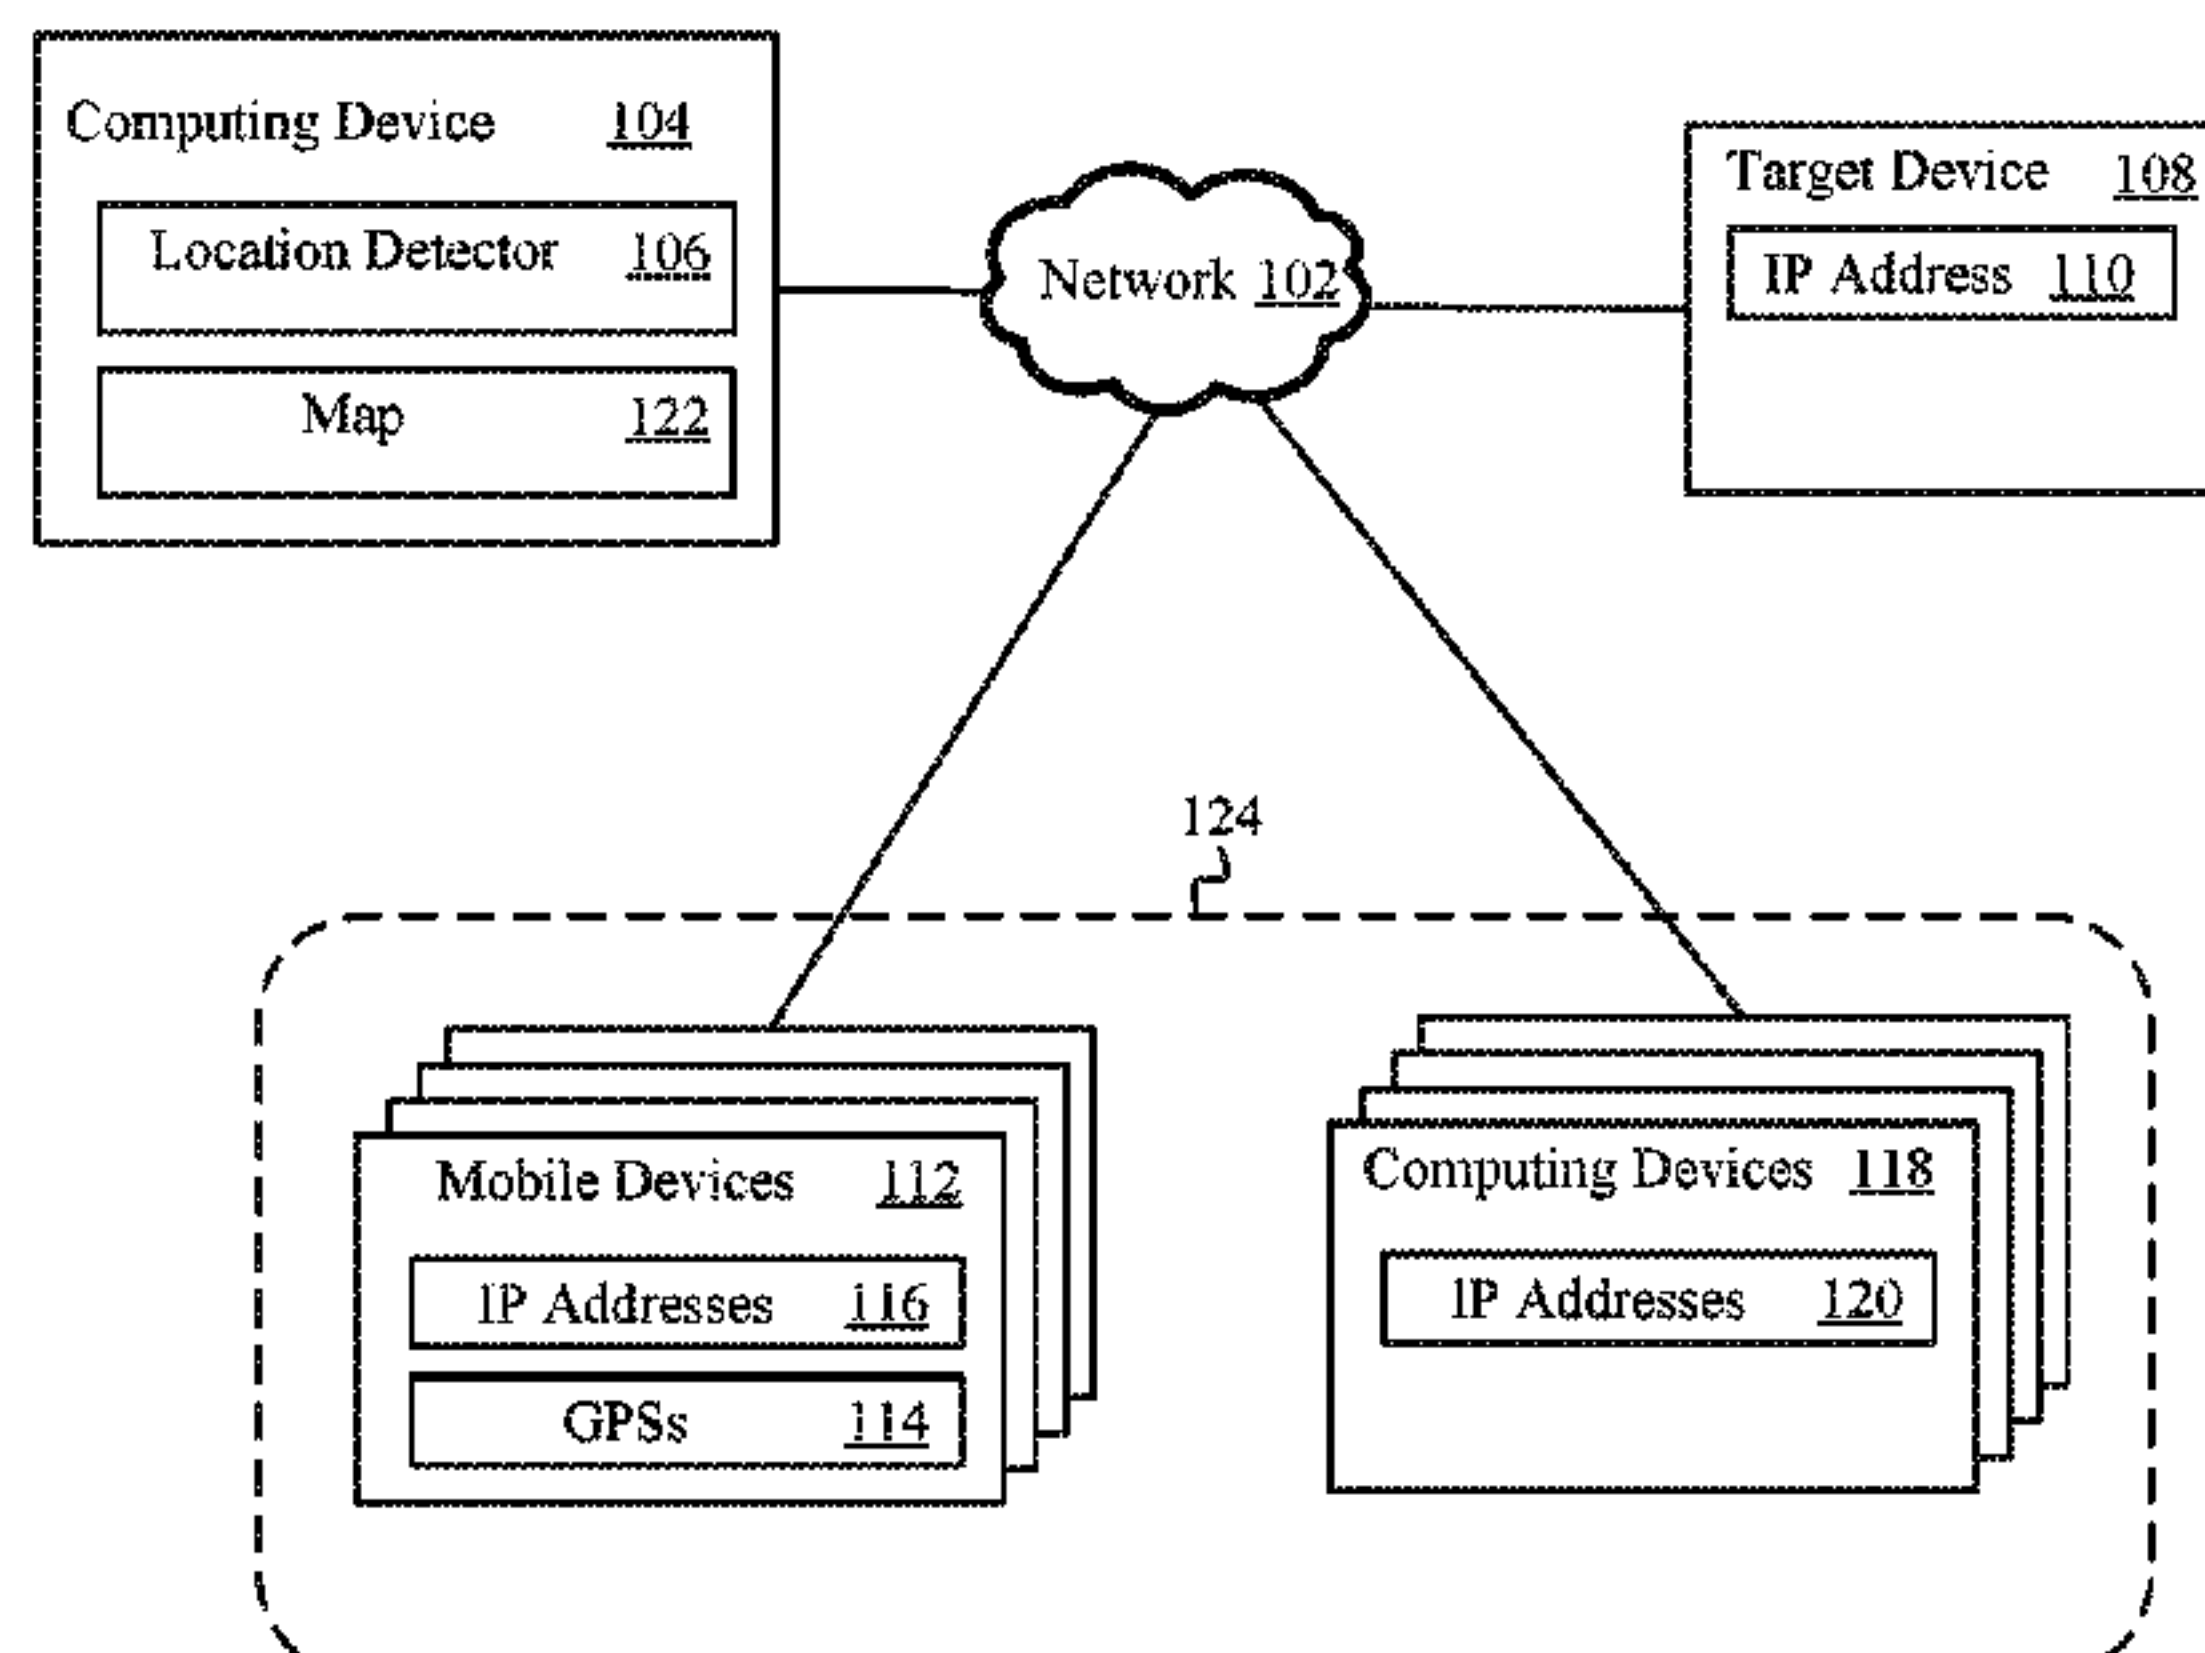 Computing Device 104
Location Detector 106
Map 122
Network 102
Target Device 108
IP Address 110
124
Mobile Devices 112
IP Addresses 116
GPSs 114
Computing Devices 118
IP Addresses 120